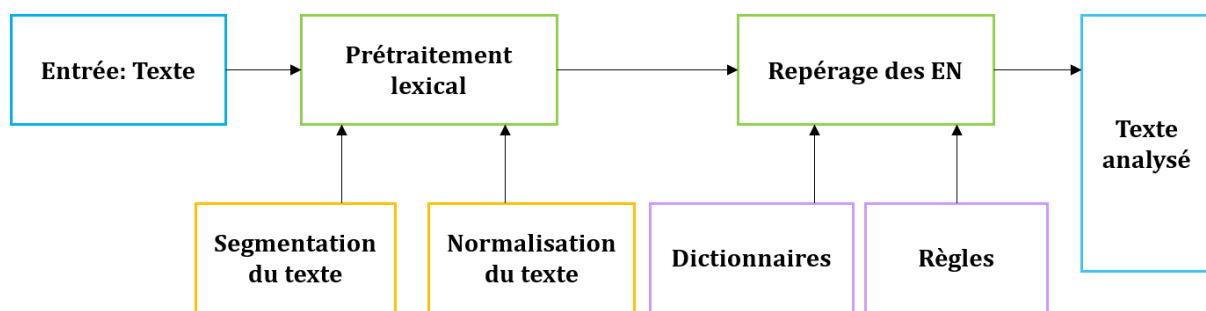 Entrée: Texte
Prétraitement
lexical
Repérage des EN
Texte
analysé
Segmentation
du texte
Normalisation
du texte
Dictionnaires
Règles